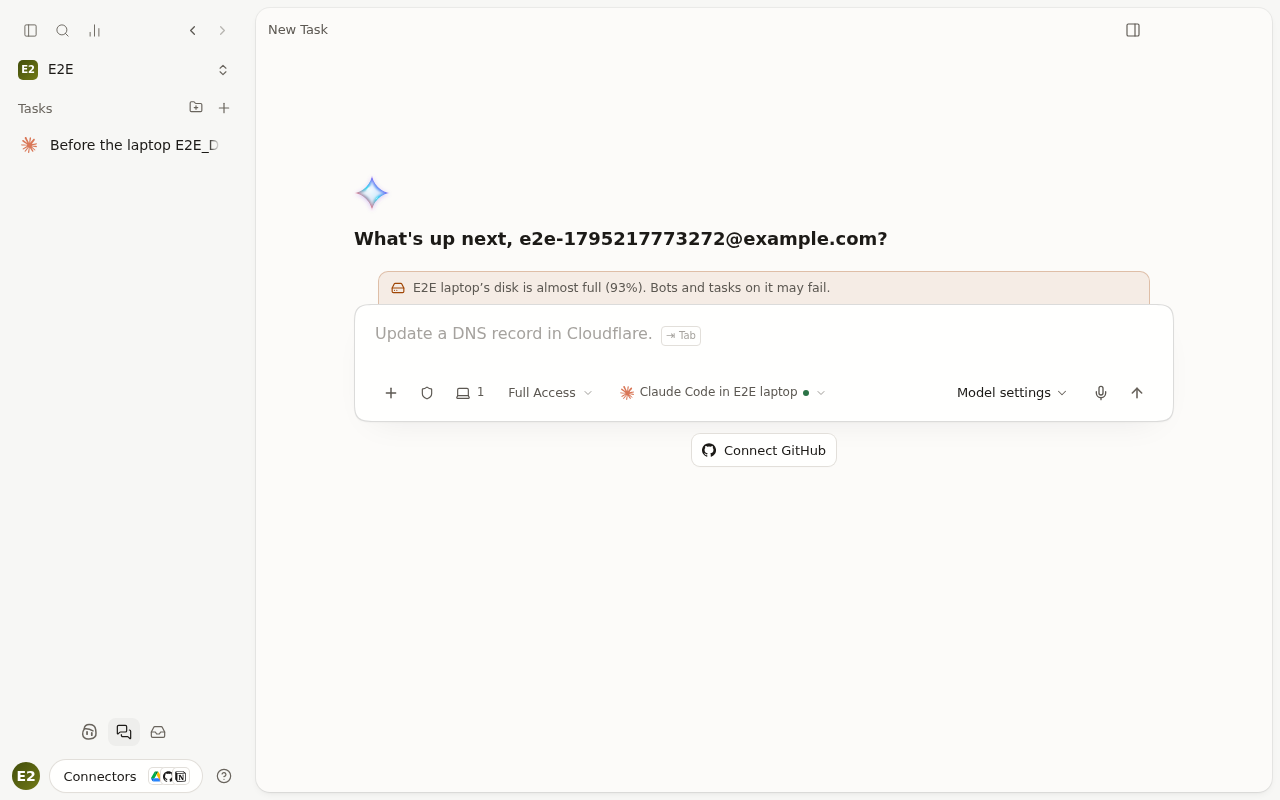 New Task
E2 E2E
Tasks
Before the laptop E2E_D
What's up next, e2e-1795217773272@example.com?
E2E laptop’s disk is almost full (93%). Bots and tasks on it may fail.
Update a DNS record in Cloudflare. Tab
1 Full Access Claude Code in E2E laptop Model settings
Connect GitHub
E2 Connectors